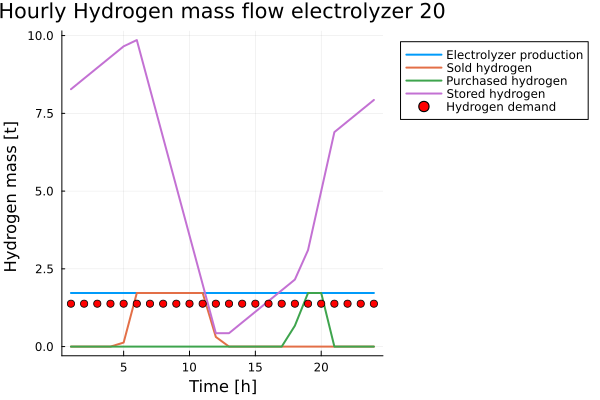 Hourly Hydrogen mass flow electrolyzer 20
Electrolyzer production
Sold hydrogen
Purchased hydrogen
Stored hydrogen
Hydrogen demand
Hydrogen mass [t]
10.0
7.5
5.0
2.5
0.0
5 10 15 20
Time [h]